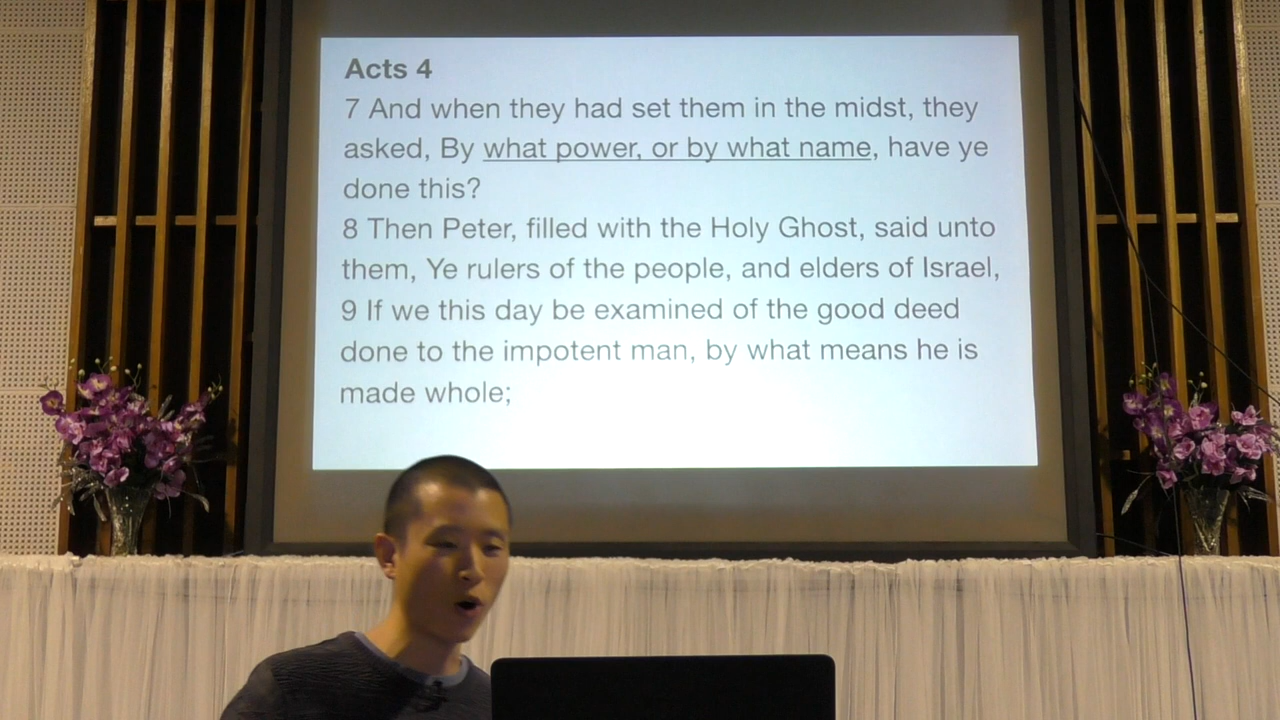 Acts 4
7 And when they had set them in the midst, they
asked, By what power, or by what name, have ye
done this?
8 Then Peter, filled with the Holy Ghost, said unto
them, Ye rulers of the people, and elders of Israel,
9 If we this day be examined of the good deed
done to the impotent man, by what means he is
made whole;